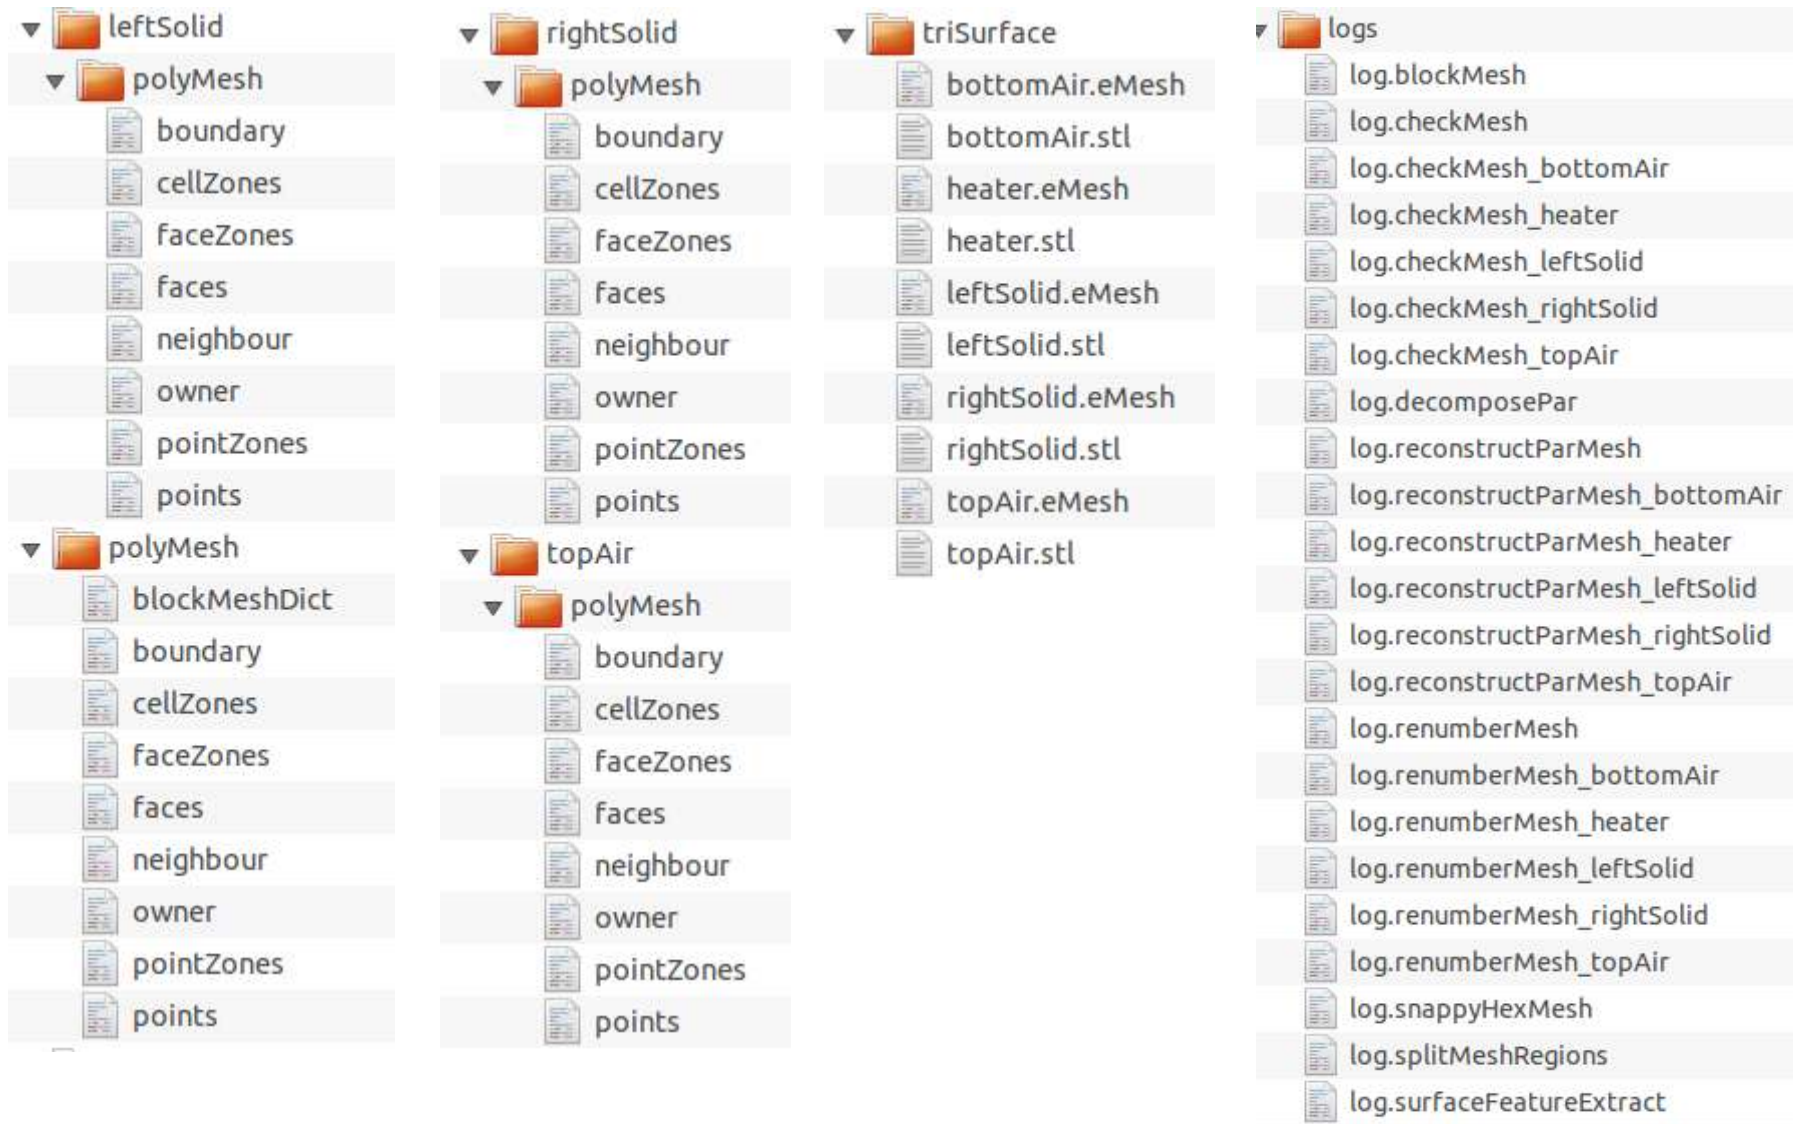 leftSolid
polyMesh
boundary
cellZones
faceZones
faces
neighbour
owner
pointZones
points
polyMesh
blockMeshDict
boundary
cellZones
faceZones
faces
neighbour
owner
pointZones
points
rightSolid
polyMesh
boundary
cellZones
faceZones
faces
neighbour
owner
pointZones
points
topAir
polyMesh
boundary
cellZones
faceZones
faces
neighbour
owner
pointZones
points
triSurface
bottomAir.eMesh
bottomAir.stl
heater.eMesh
heater.stl
leftSolid.eMesh
leftSolid.stl
rightSolid.eMesh
rightSolid.stl
topAir.eMesh
topAir.stl
logs
log.blockMesh
log.checkMesh
log.checkMesh_bottomAir
log.checkMesh_heater
log.checkMesh_leftSolid
log.checkMesh_rightSolid
log.checkMesh_topAir
log.decomposePar
log.reconstructParMesh
log.reconstructParMesh_bottomAir
log.reconstructParMesh_heater
log.reconstructParMesh_leftSolid
log.reconstructParMesh_rightSolid
log.reconstructParMesh_topAir
log.renumberMesh
log.renumberMesh_bottomAir
log.renumberMesh_heater
log.renumberMesh_leftSolid
log.renumberMesh_rightSolid
log.renumberMesh_topAir
log.snappyHexMesh
log.splitMeshRegions
log.surfaceFeatureExtract